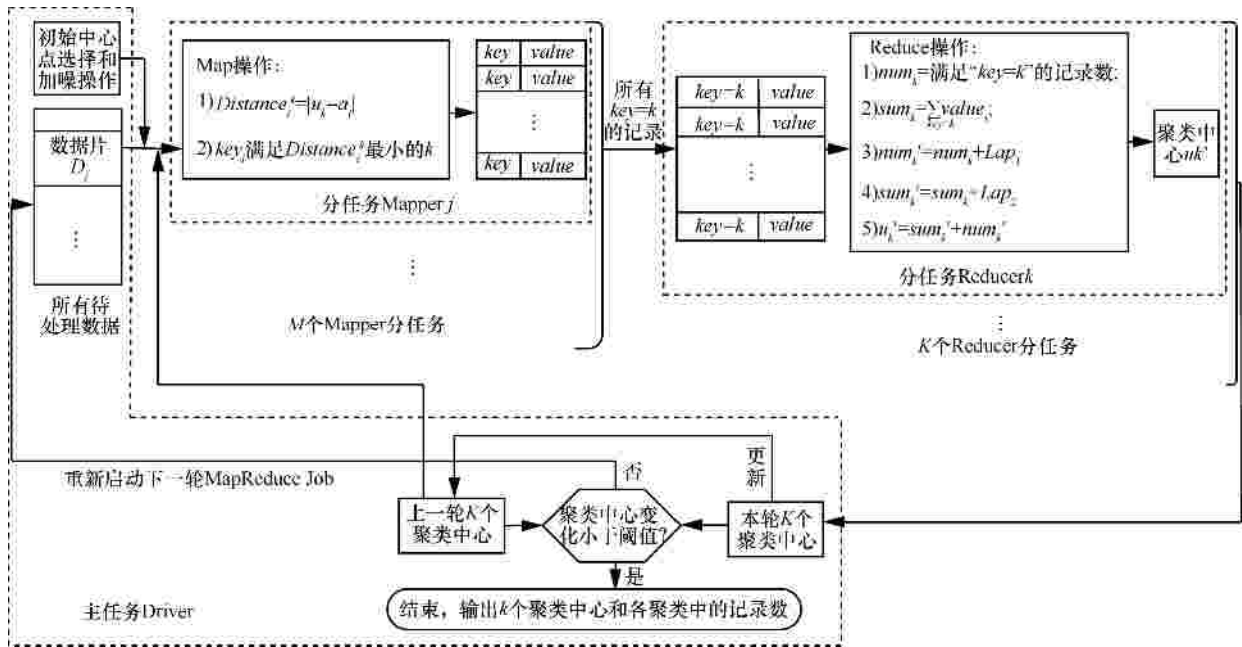 初始中心
点选择和
加噪操作
数据片
D_j
⋮
所有待
处理数据
Map操作:
1)Distance_i^k=|u_k−a_i|
2)key_i满足Distance_i^k最小的k
分任务Mapper j
⋮
M个Mapper分任务
key value
key value
⋮
key value
所有
key=k
的记录
key=k value
key=k value
⋮
key=k value
Reduce操作:
1)num_k=满足“key=k”的记录数;
2)sum_k=∑_{key=k}value_i;
3)num_k'=num_k+Lap_1
4)sum_k'=sum_k+Lap_2
5)u_k'=sum_k'÷num_k'
分任务Reducerk
⋮
K个Reducer分任务
聚类中
心uk'
重新启动下一轮MapReduce Job
否
更
新
上一轮K个
聚类中心
聚类中心变
化小于阈值?
本轮K个
聚类中心
是
结束，输出k个聚类中心和各聚类中的记录数
主任务Driver